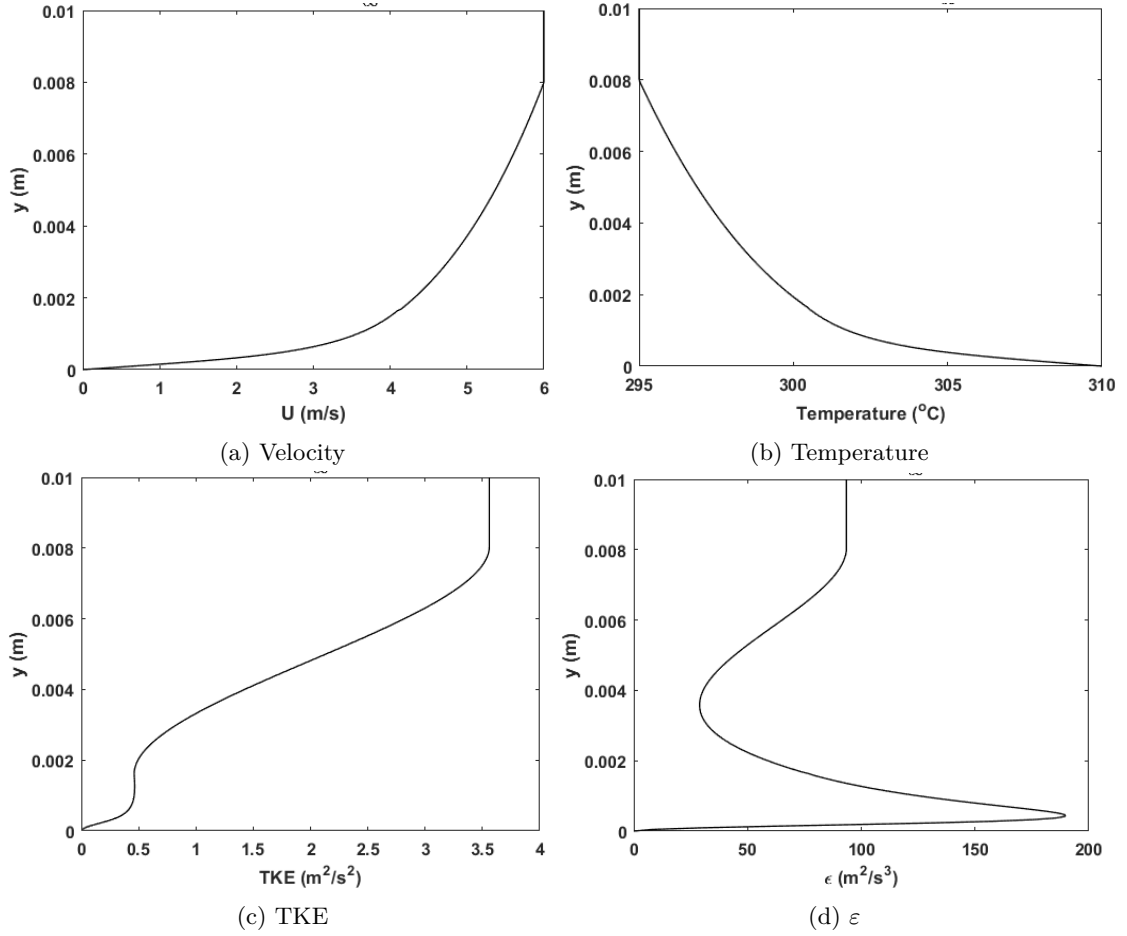 0.01
0.008
0.006
0.004
0.002
0
y (m)
0 1 2 3 4 5 6
U (m/s)
(a) Velocity
0.01
0.008
0.006
0.004
0.002
0
y (m)
295 300 305 310
Temperature (°C)
(b) Temperature
0.01
0.008
0.006
0.004
0.002
0
y (m)
0 0.5 1 1.5 2 2.5 3 3.5 4
TKE (m²/s²)
(c) TKE
0.01
0.008
0.006
0.004
0.002
0
y (m)
0 50 100 150 200
ϵ (m²/s³)
(d) ε